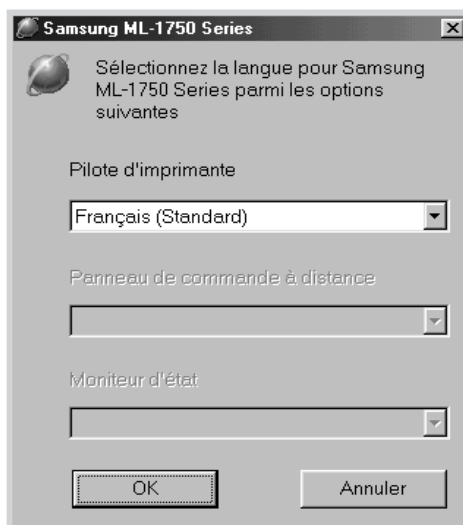 Samsung ML-1750 Series
Sélectionnez la langue pour Samsung
ML-1750 Series parmi les options
suivantes
Pilote d'imprimante
Français (Standard)
Panneau de commande à distance
Moniteur d'état
OK
Annuler